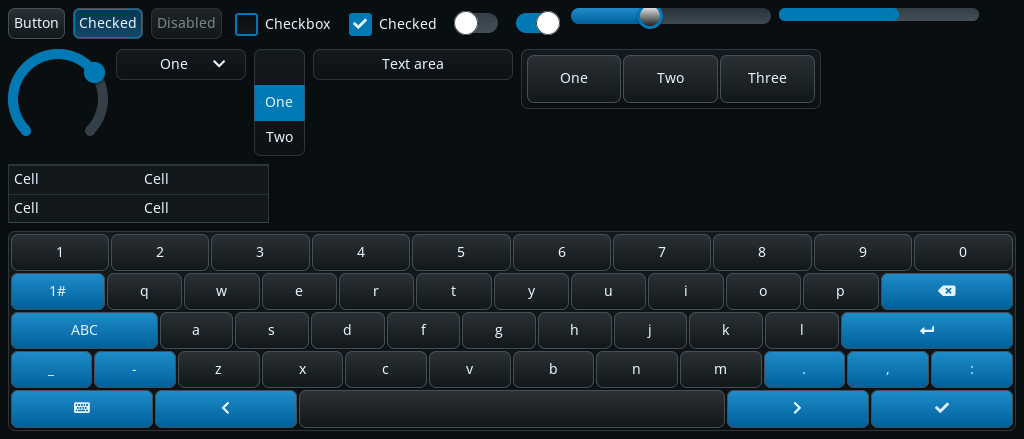 Button Checked Disabled Checkbox Checked
One One Two Text area One Two Three
Cell Cell
Cell Cell
1 2 3 4 5 6 7 8 9 0
1# q w e r t y u i o p
ABC a s d f g h j k l
_ - z x c v b n m . , :